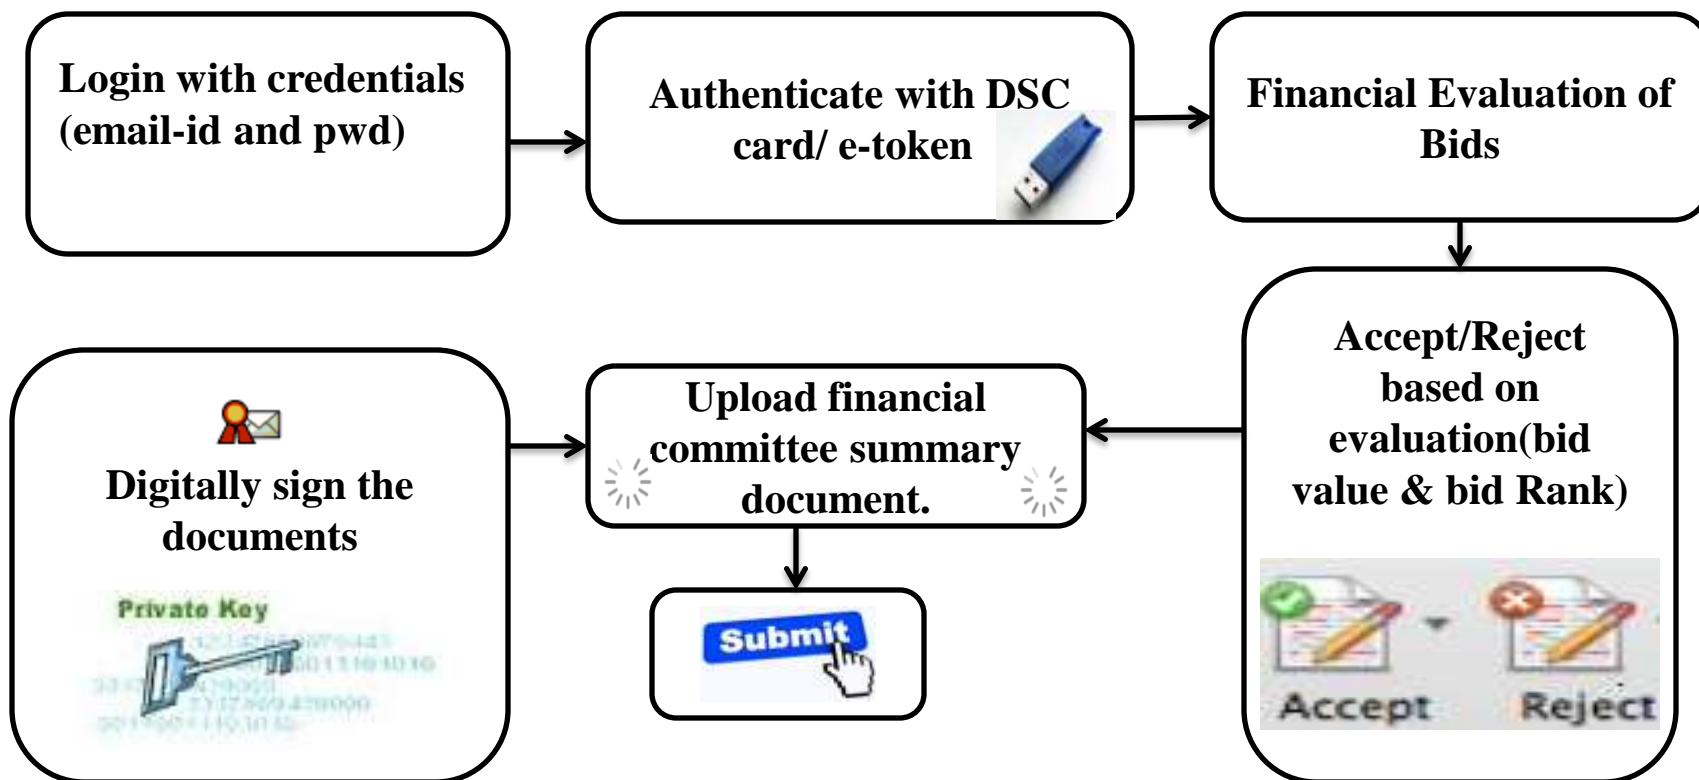 Login with credentials
(email-id and pwd)
Authenticate with DSC
card/ e-token
Financial Evaluation of
Bids
Accept/Reject
based on
evaluation(bid
value & bid Rank)
Accept
Reject
Upload financial
committee summary
document.
Submit
Digitally sign the
documents
Private Key